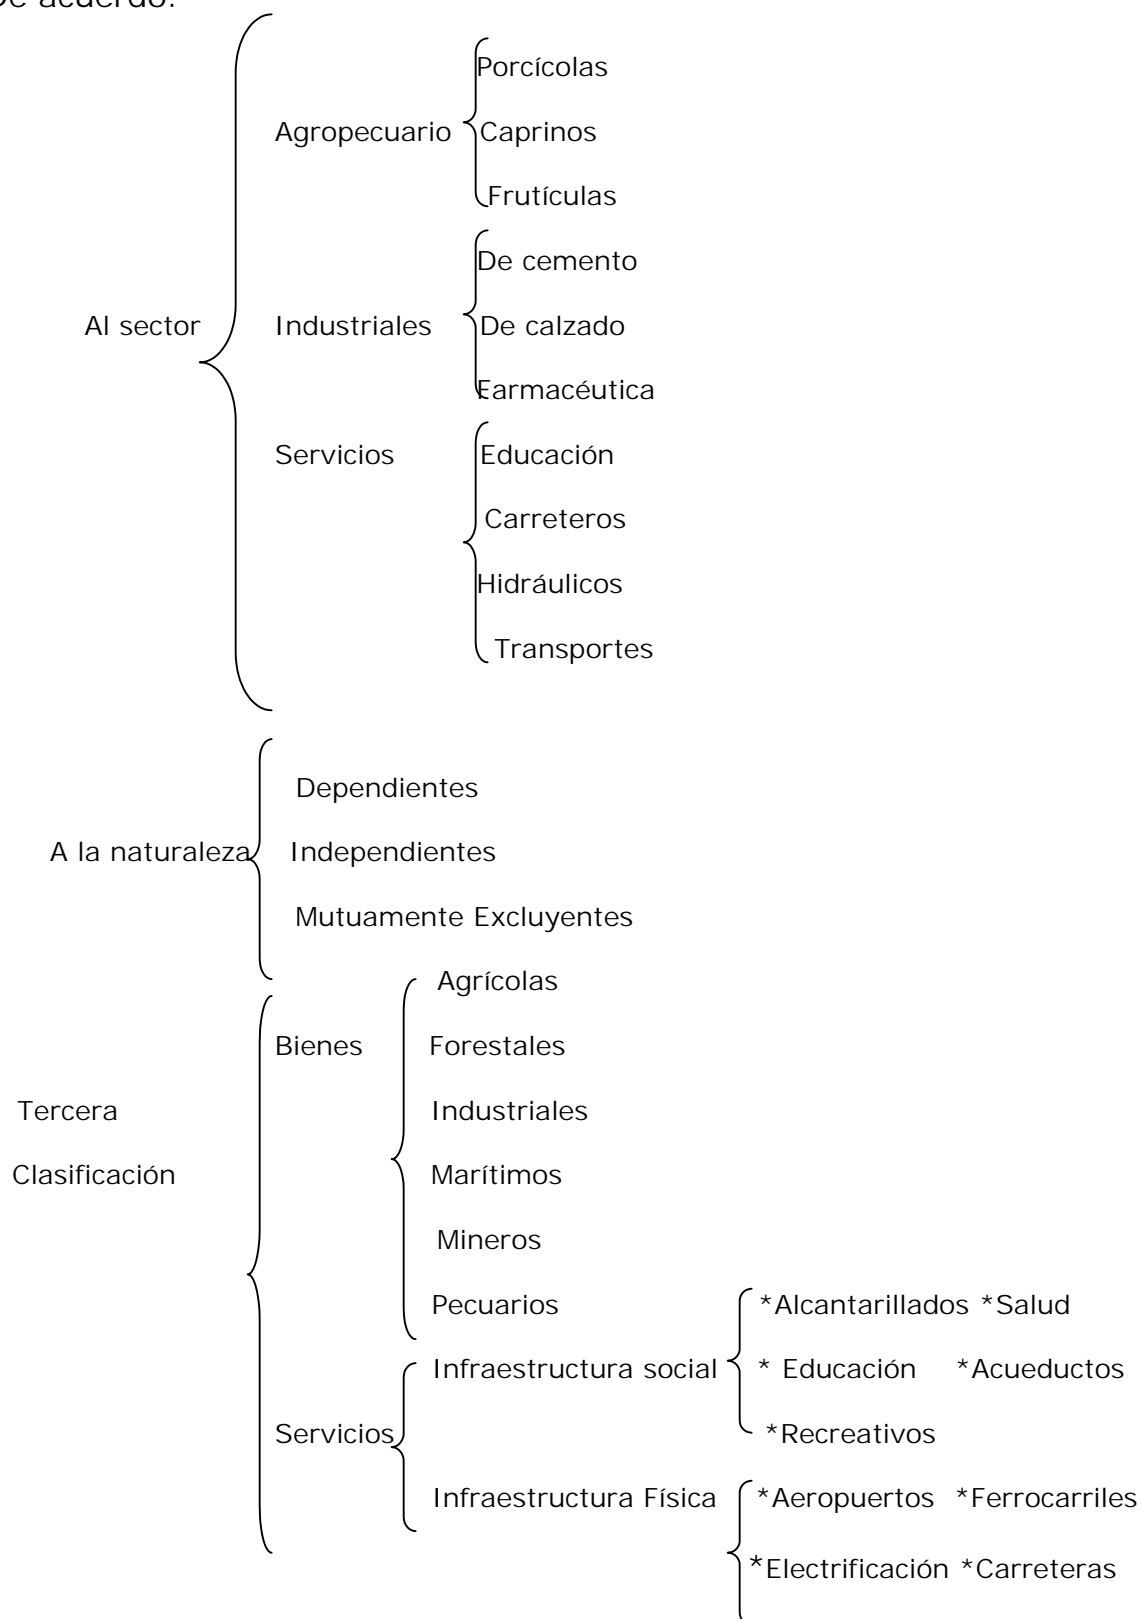 De acuerdo:
Porcícolas
Agropecuario Caprinos
Frutículas
De cemento
Al sector Industriales De calzado
Farmacéutica
Servicios Educación
Carreteros
Hidráulicos
Transportes
Dependientes
A la naturaleza Independientes
Mutuamente Excluyentes
Agrícolas
Bienes Forestales
Tercera Industriales
Clasificación Marítimos
Mineros
Pecuarios *Alcantarillados *Salud
Infraestructura social * Educación *Acueductos
Servicios *Recreativos
Infraestructura Física *Aeropuertos *Ferrocarriles
*Electrificación *Carreteras